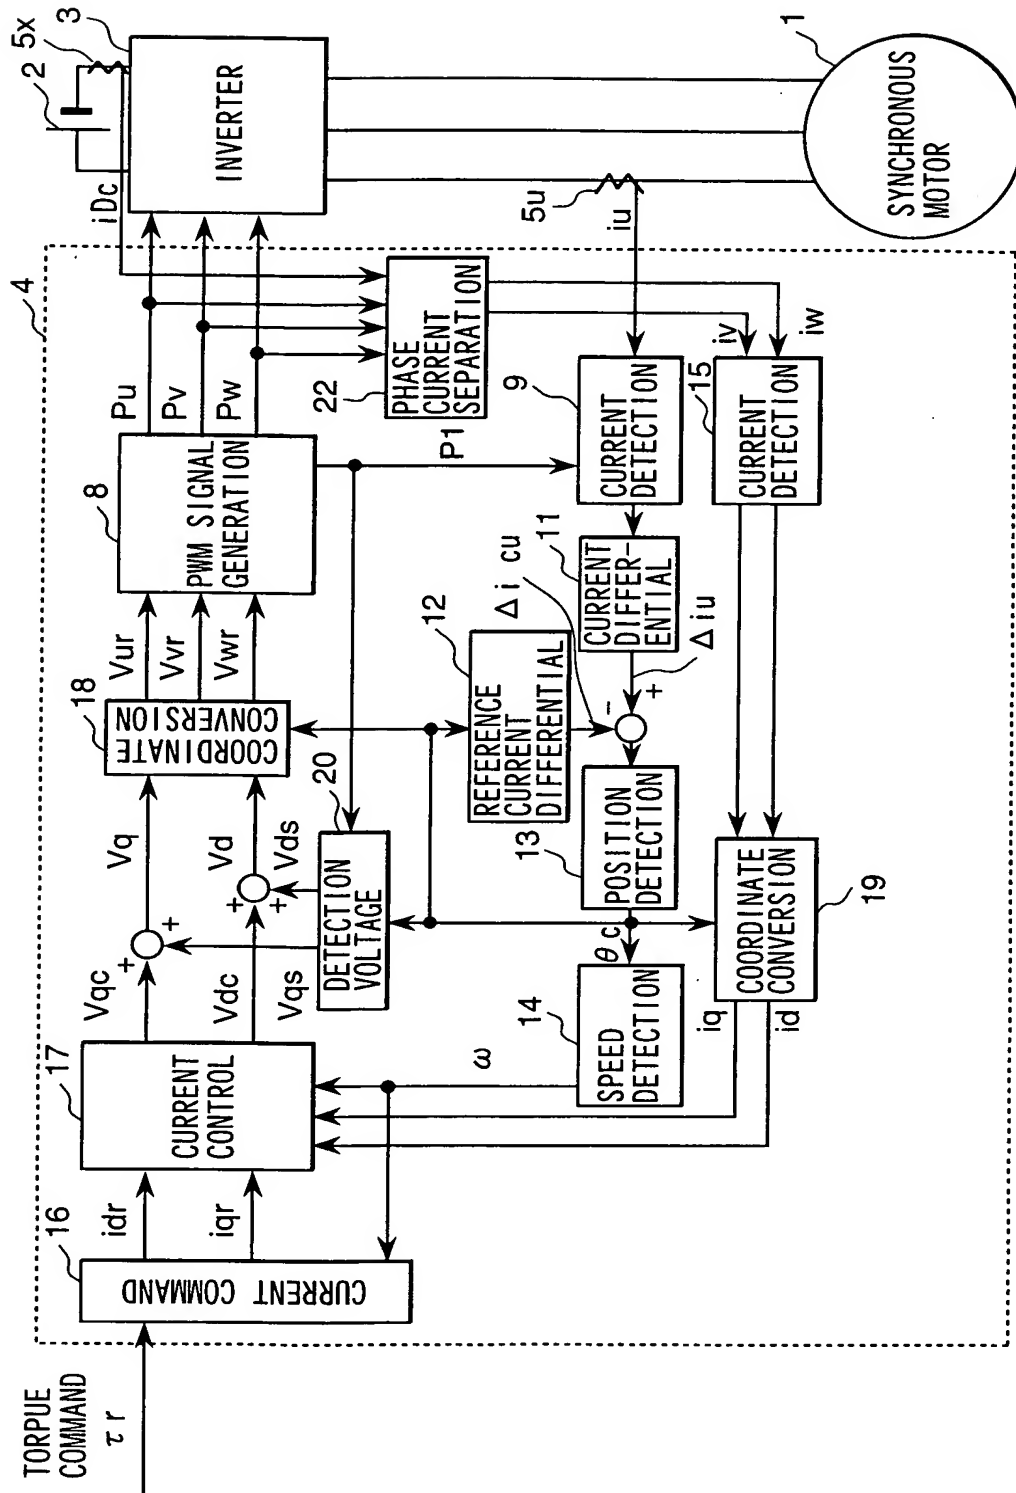 TORPUE
COMMAND
τr
16
CURRENT COMMAND
idr
iqr
17
CURRENT
CONTROL
Vqc
Vdc
Vqs
+
+
+
+
Vq
Vd
Vds
20
DETECTION
VOLTAGE
18
COORDINATE
CONVERSION
Vur
Vvr
Vwr
8
PWM SIGNAL
GENERATION
Pu
Pv
Pw
P1
4
iDc
2
5x
3
INVERTER
22
PHASE
CURRENT
SEPARATION
5u
iu
1
SYNCHRONOUS
MOTOR
ω
14
SPEED
DETECTION
θc
13
POSITION
DETECTION
12
REFERENCE
CURRENT
DIFFERENTIAL
Δi cu
-
+
Δiu
11
CURRENT
DIFFER-
ENTIAL
9
CURRENT
DETECTION
iv
iw
15
CURRENT
DETECTION
iq
id
COORDINATE
CONVERSION
19